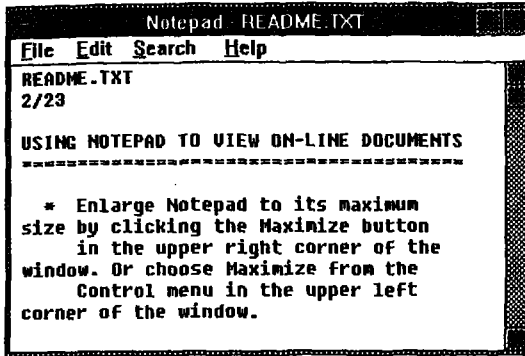 Notepad - README.TXT
File Edit Search Help
README.TXT
2/23
USING NOTEPAD TO VIEW ON-LINE DOCUMENTS
=========================================
* Enlarge Notepad to its maximum
size by clicking the Maximize button
in the upper right corner of the
window. Or choose Maximize from the
Control menu in the upper left
corner of the window.